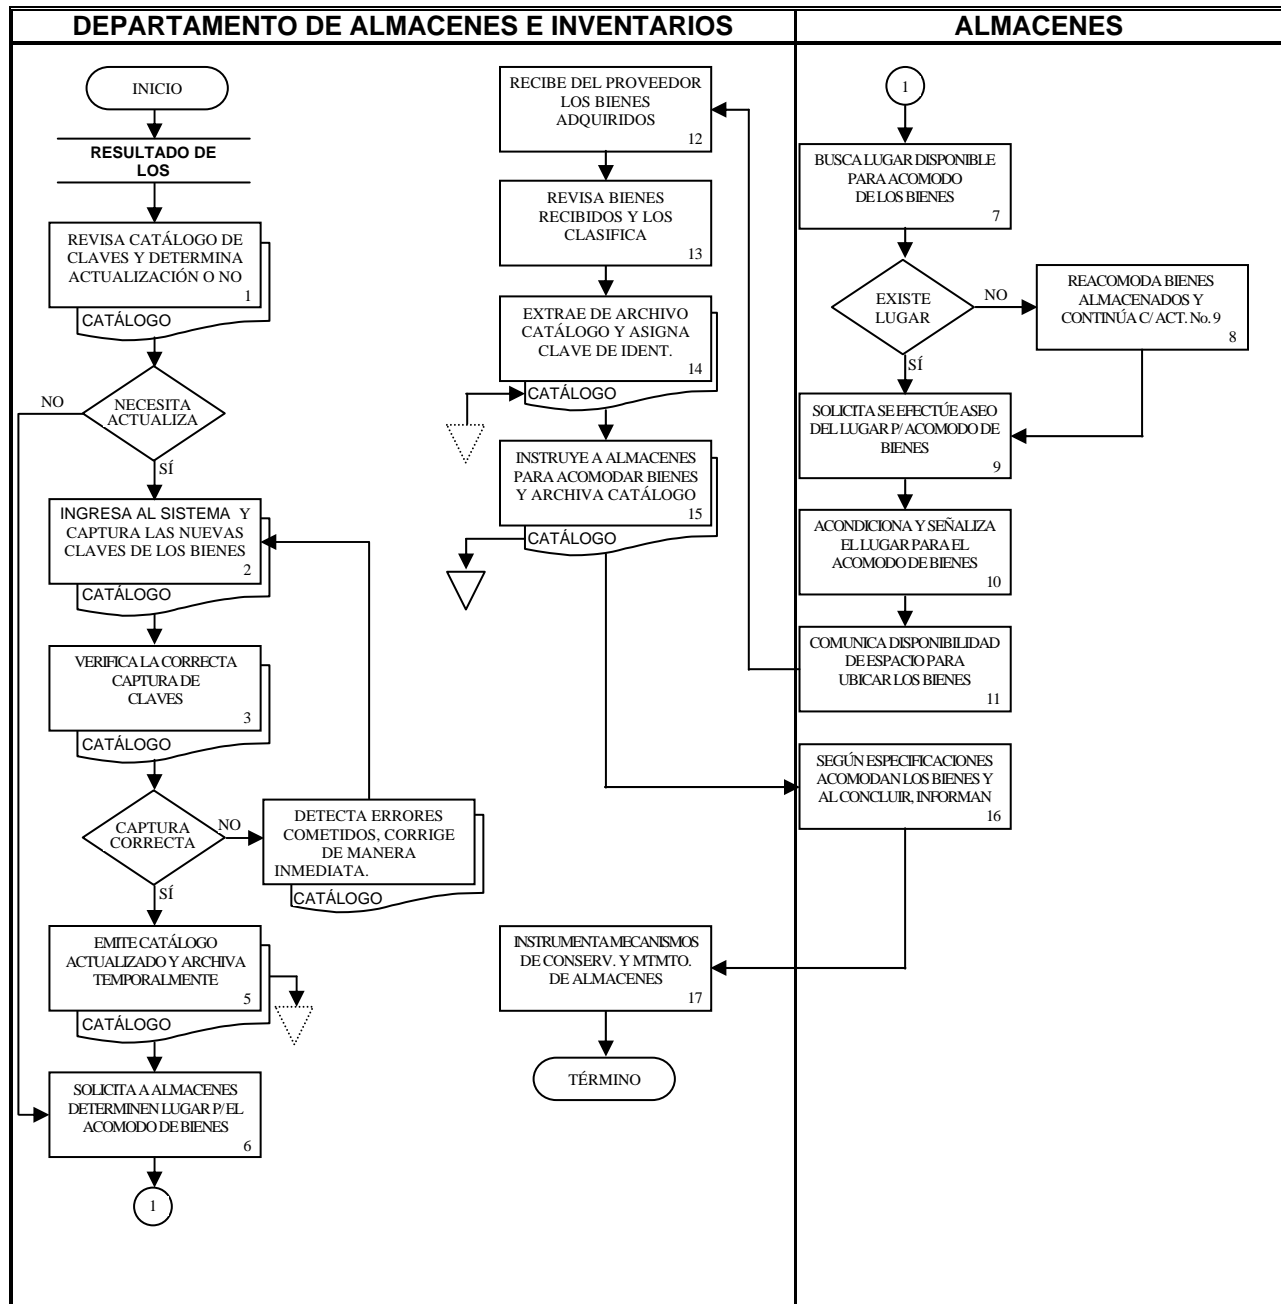 DEPARTAMENTO DE ALMACENES E INVENTARIOS
ALMACENES
INICIO
RESULTADO DE
LOS
REVISA CATÁLOGO DE
CLAVES Y DETERMINA
ACTUALIZACIÓN O NO
1
CATÁLOGO
NECESITA
ACTUALIZA
NO
SÍ
INGRESA AL SISTEMA Y
CAPTURA LAS NUEVAS
CLAVES DE LOS BIENES
2
CATÁLOGO
VERIFICA LA CORRECTA
CAPTURA DE
CLAVES
3
CATÁLOGO
CAPTURA
CORRECTA
NO
SÍ
DETECTA ERRORES
COMETIDOS, CORRIGE
DE MANERA
INMEDIATA.
CATÁLOGO
EMITE CATÁLOGO
ACTUALIZADO Y ARCHIVA
TEMPORALMENTE
5
CATÁLOGO
SOLICITA A ALMACENES
DETERMINEN LUGAR P/ EL
ACOMODO DE BIENES
6
1
RECIBE DEL PROVEEDOR
LOS BIENES
ADQUIRIDOS
12
REVISA BIENES
RECIBIDOS Y LOS
CLASIFICA
13
EXTRAE DE ARCHIVO
CATÁLOGO Y ASIGNA
CLAVE DE IDENT.
14
CATÁLOGO
INSTRUYE A ALMACENES
PARA ACOMODAR BIENES
Y ARCHIVA CATÁLOGO
15
CATÁLOGO
INSTRUMENTA MECANISMOS
DE CONSERV. Y MTMTO.
DE ALMACENES
17
TÉRMINO
1
BUSCA LUGAR DISPONIBLE
PARA ACOMODO
DE LOS BIENES
7
EXISTE
LUGAR
NO
SÍ
REACOMODA BIENES
ALMACENADOS Y
CONTINÚA C/ ACT. No. 9
8
SOLICITA SE EFECTÚE ASEO
DEL LUGAR P/ ACOMODO DE
BIENES
9
ACONDICIONA Y SEÑALIZA
EL LUGAR PARA EL
ACOMODO DE BIENES
10
COMUNICA DISPONIBILIDAD
DE ESPACIO PARA
UBICAR LOS BIENES
11
SEGÚN ESPECIFICACIONES
ACOMODAN LOS BIENES Y
AL CONCLUIR, INFORMAN
16